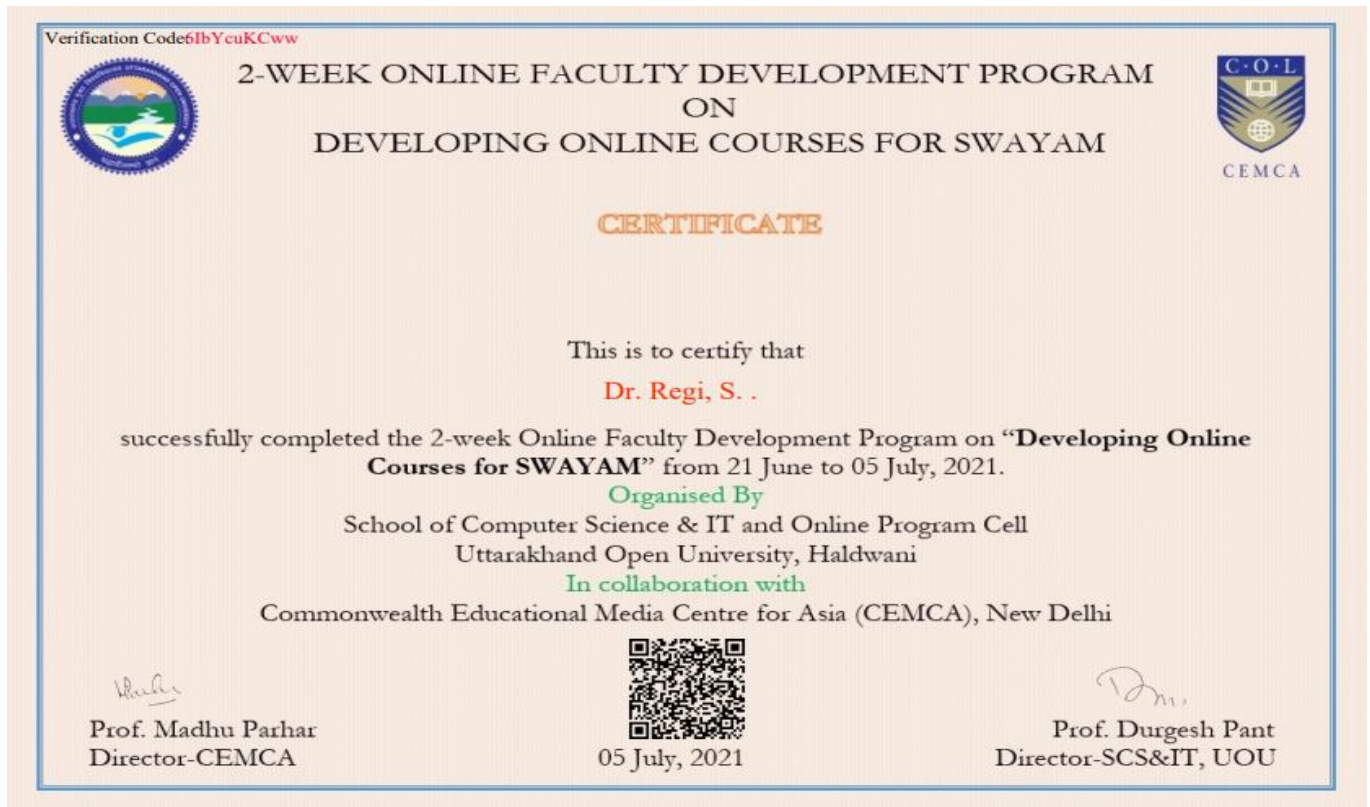 Verification Code6IbYcuKCww
2-WEEK ONLINE FACULTY DEVELOPMENT PROGRAM
ON
DEVELOPING ONLINE COURSES FOR SWAYAM
C·O·L
CEMCA
CERTIFICATE
This is to certify that
Dr. Regi, S. .
successfully completed the 2-week Online Faculty Development Program on “Developing Online
Courses for SWAYAM” from 21 June to 05 July, 2021.
Organised By
School of Computer Science & IT and Online Program Cell
Uttarakhand Open University, Haldwani
In collaboration with
Commonwealth Educational Media Centre for Asia (CEMCA), New Delhi
Prof. Madhu Parhar
Director-CEMCA
05 July, 2021
Prof. Durgesh Pant
Director-SCS&IT, UOU